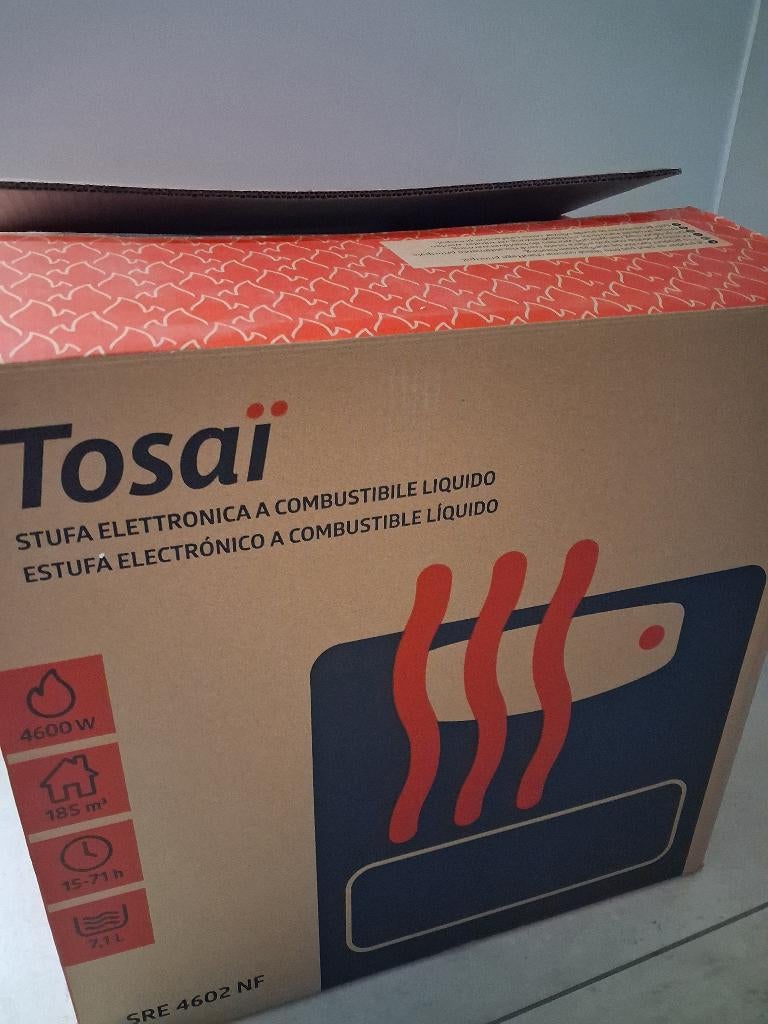 Tosaï
STUFA ELETTRONICA A COMBUSTIBILE LIQUIDO
ESTUFA ELECTRÓNICO A COMBUSTIBLE LÍQUIDO
4600 W
185 m³
15-71 h
7,1 L
SRE 4602 NF